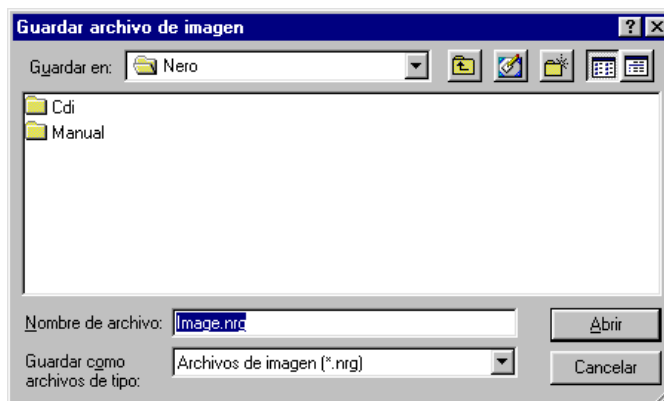 Guardar archivo de imagen
Guardar en: Nero
Cdi
Manual
Nombre de archivo: Image.nrg Abrir
Guardar como
archivos de tipo: Archivos de imagen (*.nrg) Cancelar